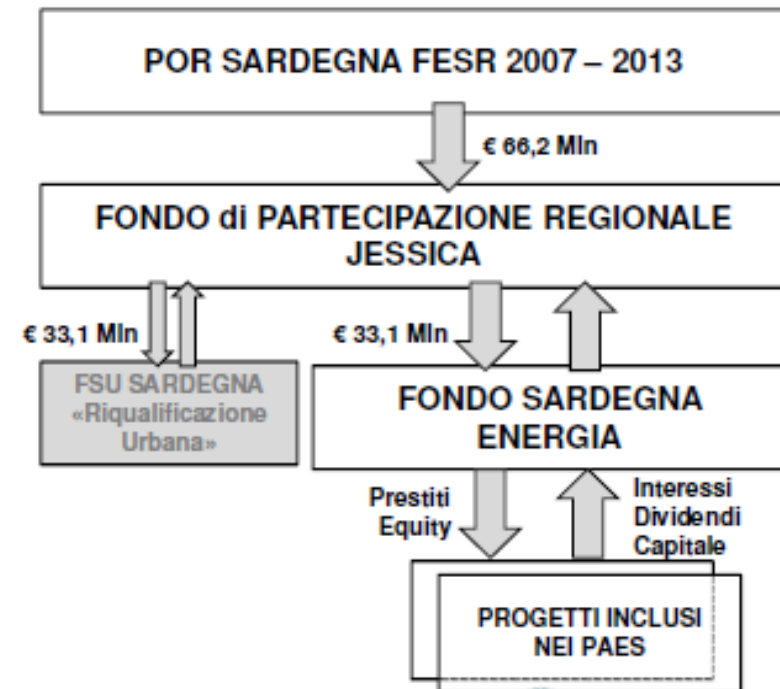 POR SARDEGNA FESR 2007 – 2013
€ 66,2 Mln
FONDO di PARTECIPAZIONE REGIONALE
JESSICA
€ 33,1 Mln
€ 33,1 Mln
FSU SARDEGNA
«Riqualificazione
Urbana»
FONDO SARDEGNA
ENERGIA
Prestiti
Equity
Interessi
Dividendi
Capitale
PROGETTI INCLUSI
NEI PAES